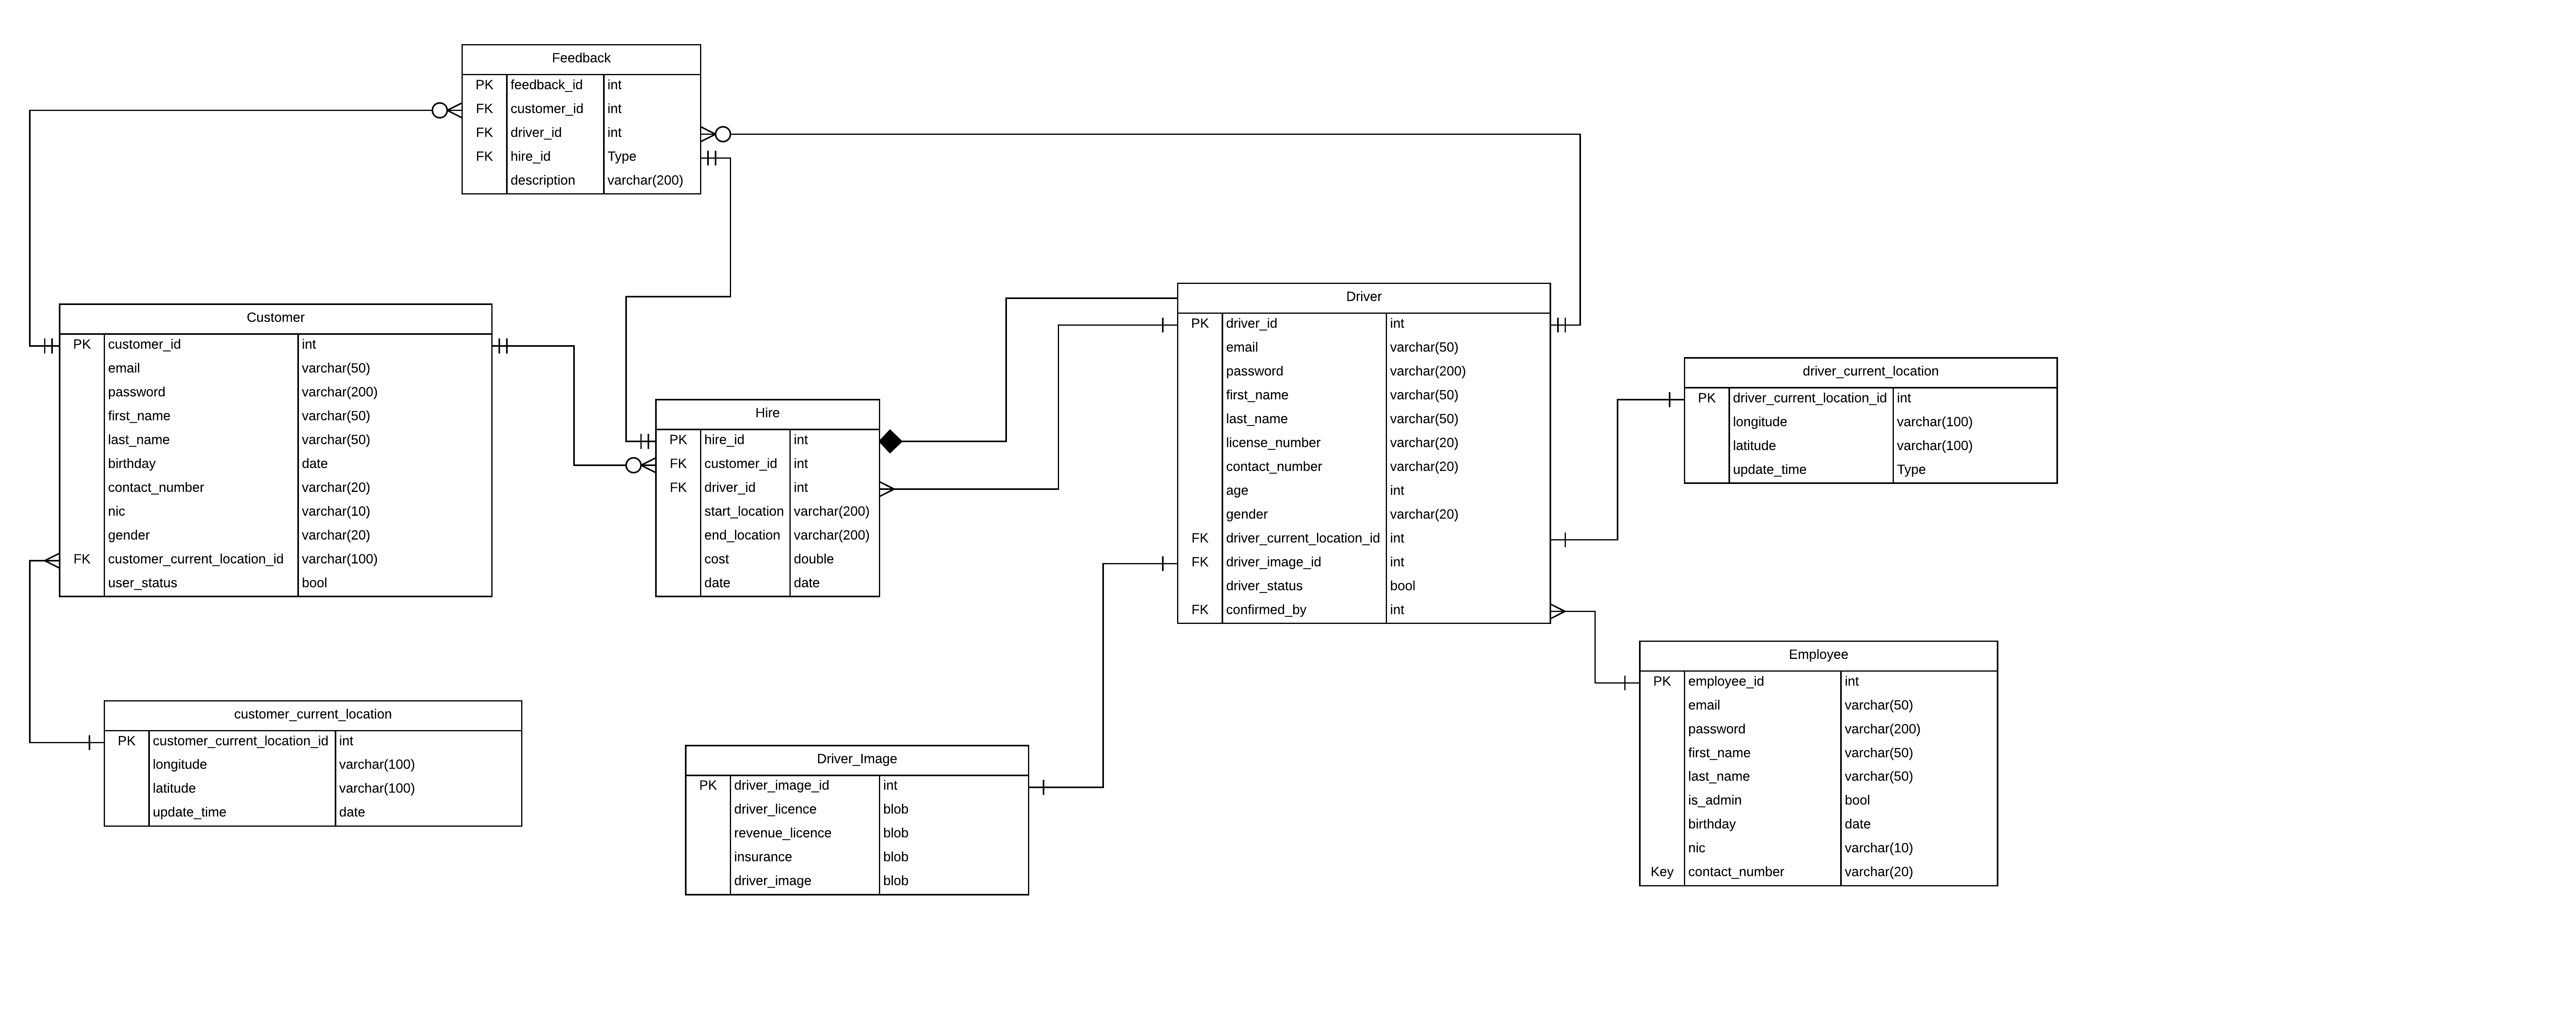 Feedback
PK feedback_id int
FK customer_id int
FK driver_id int
FK hire_id Type
description varchar(200)
Customer
PK customer_id int
email varchar(50)
password varchar(200)
first_name varchar(50)
last_name varchar(50)
birthday date
contact_number varchar(20)
nic varchar(10)
gender varchar(20)
FK customer_current_location_id varchar(100)
user_status bool
Hire
PK hire_id int
FK customer_id int
FK driver_id int
start_location varchar(200)
end_location varchar(200)
cost double
date date
Driver
PK driver_id int
email varchar(50)
password varchar(200)
first_name varchar(50)
last_name varchar(50)
license_number varchar(20)
contact_number varchar(20)
age int
gender varchar(20)
FK driver_current_location_id int
FK driver_image_id int
driver_status bool
FK confirmed_by int
driver_current_location
PK driver_current_location_id int
longitude varchar(100)
latitude varchar(100)
update_time Type
customer_current_location
PK customer_current_location_id int
longitude varchar(100)
latitude varchar(100)
update_time date
Driver_Image
PK driver_image_id int
driver_licence blob
revenue_licence blob
insurance blob
driver_image blob
Employee
PK employee_id int
email varchar(50)
password varchar(200)
first_name varchar(50)
last_name varchar(50)
is_admin bool
birthday date
nic varchar(10)
Key contact_number varchar(20)